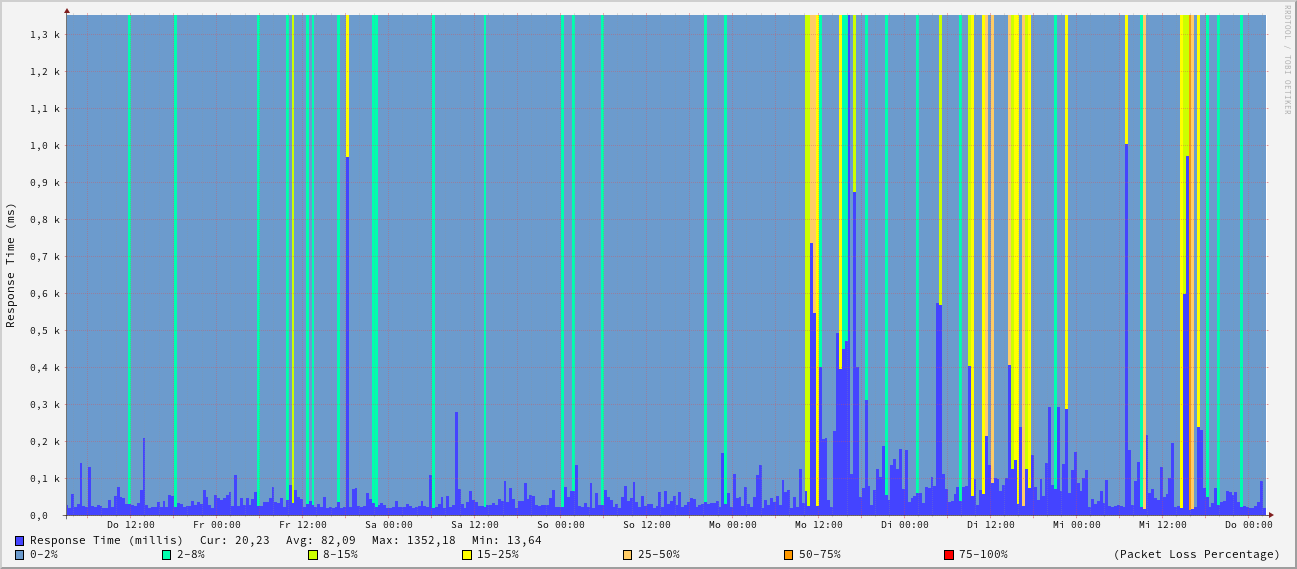 RRDTOOL / TOBI OETIKER
Response Time (ms)
1,3 k
1,2 k
1,1 k
1,0 k
0,9 k
0,8 k
0,7 k
0,6 k
0,5 k
0,4 k
0,3 k
0,2 k
0,1 k
0,0
Do 12:00 Fr 00:00 Fr 12:00 Sa 00:00 Sa 12:00 So 00:00 So 12:00 Mo 00:00 Mo 12:00 Di 00:00 Di 12:00 Mi 00:00 Mi 12:00 Do 00:00
Response Time (millis) Cur: 20,23 Avg: 82,09 Max: 1352,18 Min: 13,64
0-2% 2-8% 8-15% 15-25% 25-50% 50-75% 75-100% (Packet Loss Percentage)